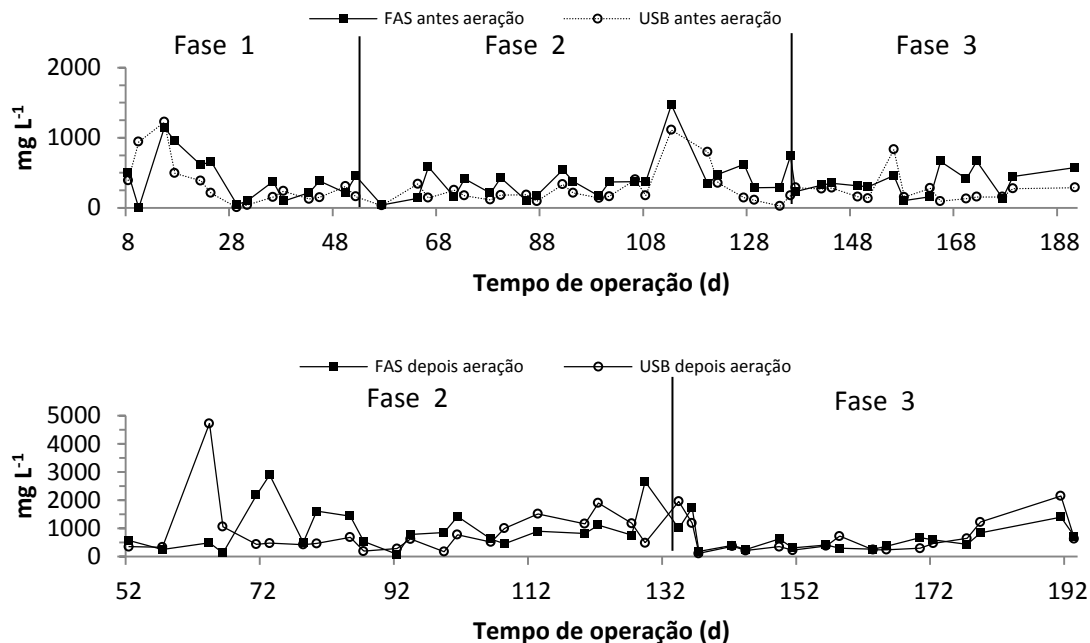 FAS antes aeração USB antes aeração
Fase 1 Fase 2 Fase 3
2000
1000
0
mg L-1
8 28 48 68 88 108 128 148 168 188
Tempo de operação (d)
FAS depois aeração USB depois aeração
Fase 2 Fase 3
5000
4000
3000
2000
1000
0
mg L-1
52 72 92 112 132 152 172 192
Tempo de operação (d)